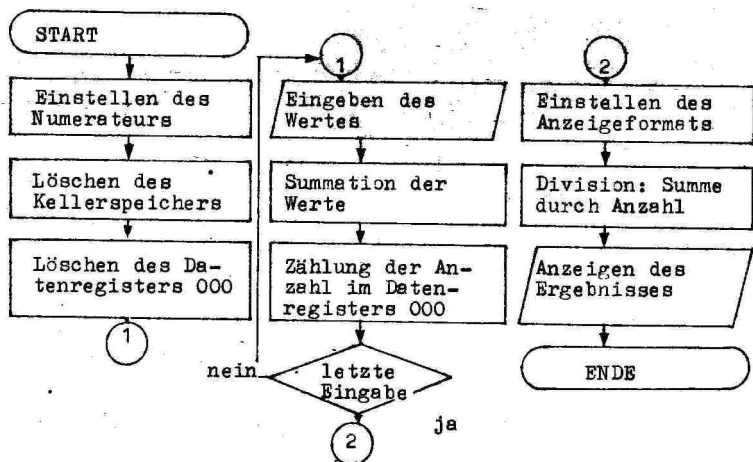 START
Einstellen des
Numerateurs
Löschen des
Kellerspeichers
Löschen des Da-
tenregisters 000
1
1
Eingeben des
Wertes
Summation der
Werte
Zählung der An-
zahl im Daten-
registers 000
nein
letzte
Eingabe
ja
2
2
Einstellen des
Anzeigeformats
Division: Summe
durch Anzahl
Anzeigen des
Ergebnisses
ENDE